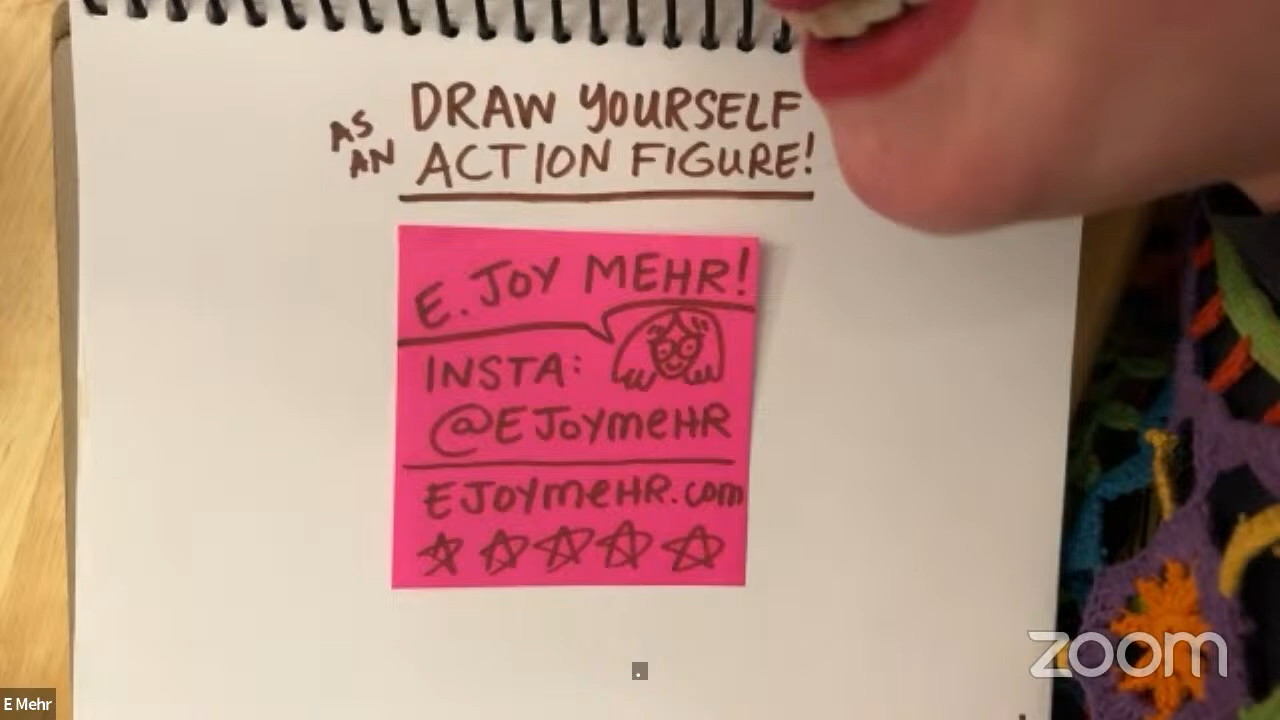 DRAW YOURSELF
AS AN ACTION FIGURE!
E. JOY MEHR!
INSTA:
@EJOYmeHR
EJOYmeHR.com
zoom
E Mehr